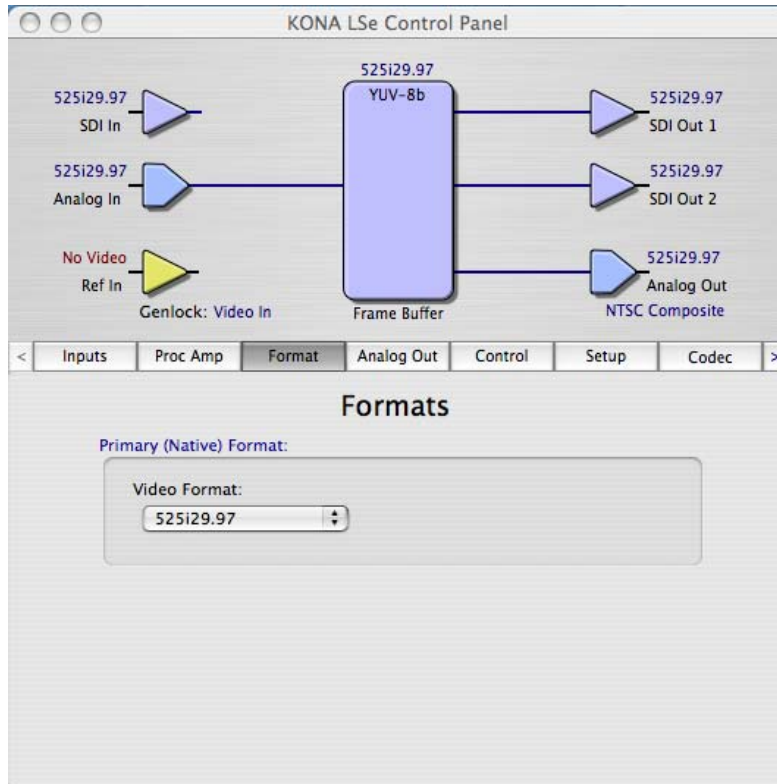 KONA LSe Control Panel
525i29.97
YUV-8b
525i29.97
SDI In
525i29.97
SDI Out 1
525i29.97
Analog In
525i29.97
SDI Out 2
No Video
Ref In
Genlock: Video In
Frame Buffer
525i29.97
Analog Out
NTSC Composite
< Inputs Proc Amp Format Analog Out Control Setup Codec >
Formats
Primary (Native) Format:
Video Format:
525i29.97